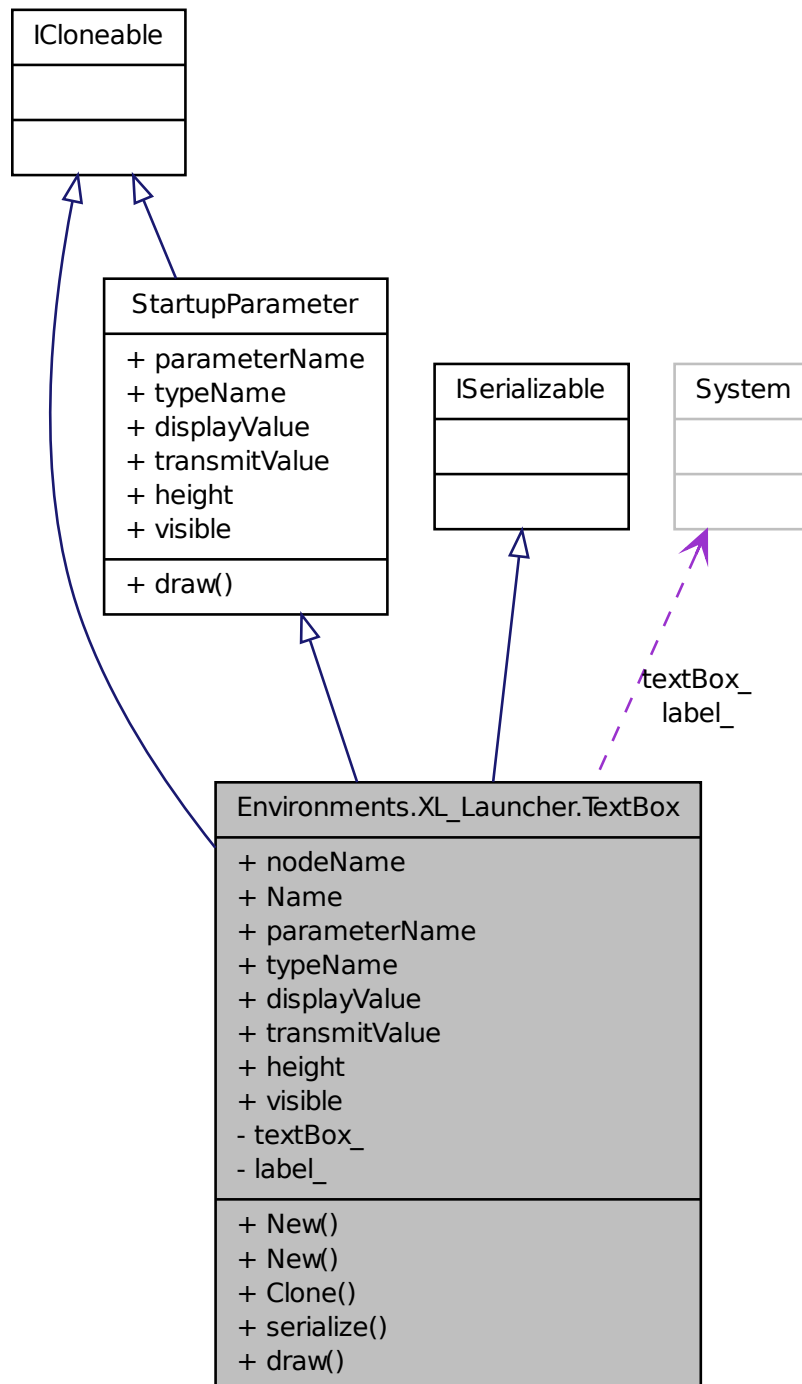 ICloneable
StartupParameter
+ parameterName
+ typeName
+ displayValue
+ transmitValue
+ height
+ visible
+ draw()
ISerializable
System
textBox_
label_
Environments.XL_Launcher.TextBox
+ nodeName
+ Name
+ parameterName
+ typeName
+ displayValue
+ transmitValue
+ height
+ visible
- textBox_
- label_
+ New()
+ New()
+ Clone()
+ serialize()
+ draw()